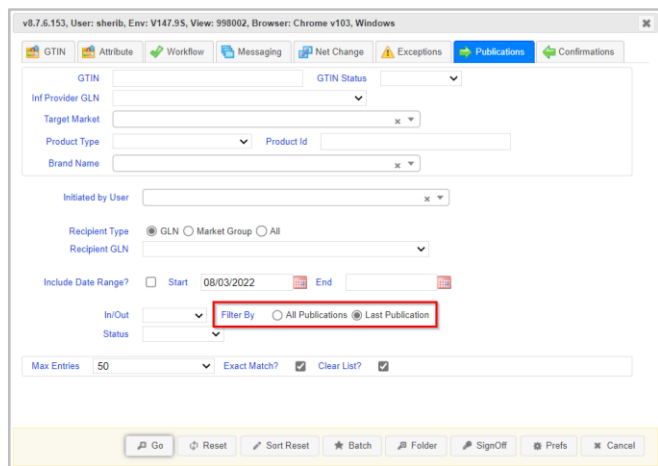 v8.7.6.153, User: sherib, Env: V147.9S, View: 998002, Browser: Chrome v103, Windows
GTIN Attribute Workflow Messaging Net Change Exceptions Publications Confirmations
GTIN GTIN Status
Inf Provider GLN
Target Market
Product Type Product Id
Brand Name
Initiated by User
Recipient Type GLN Market Group All
Recipient GLN
Include Date Range? Start 08/03/2022 End
In/Out Filter By All Publications Last Publication
Status
Max Entries 50 Exact Match? Clear List?
Go Reset Sort Reset Batch Folder SignOff Prefs Cancel